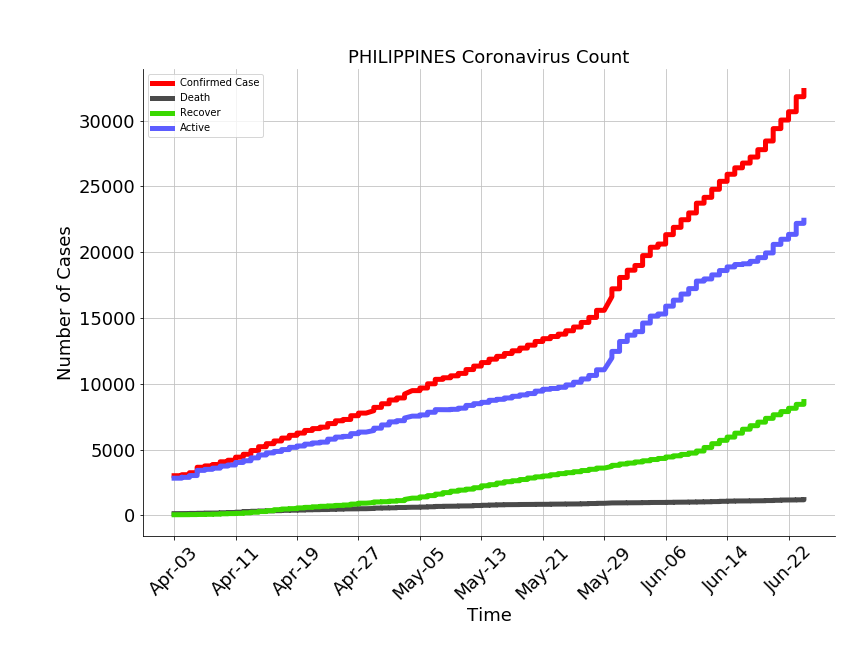 PHILIPPINES Coronavirus Count
Confirmed Case
Death
Recover
Active
30000
25000
20000
15000
10000
5000
0
Number of Cases
Apr-03
Apr-11
Apr-19
Apr-27
May-05
May-13
May-21
May-29
Jun-06
Jun-14
Jun-22
Time